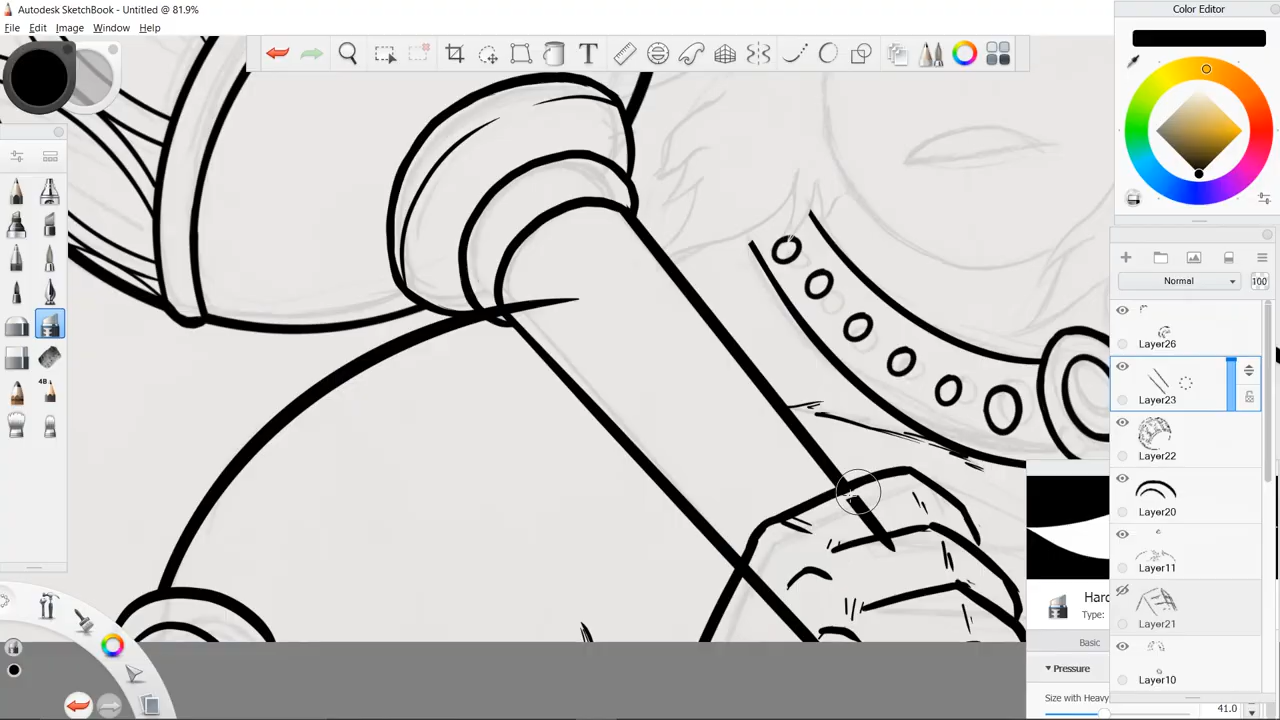 Autodesk SketchBook - Untitled @ 81.9%
File Edit Image Window Help
Color Editor
Normal
100
Layer26
Layer23
Layer22
Layer20
Layer11
Layer21
Layer10
4B
T
Hard
Type:
Basic
Pressure
Size with Heavy
41.0